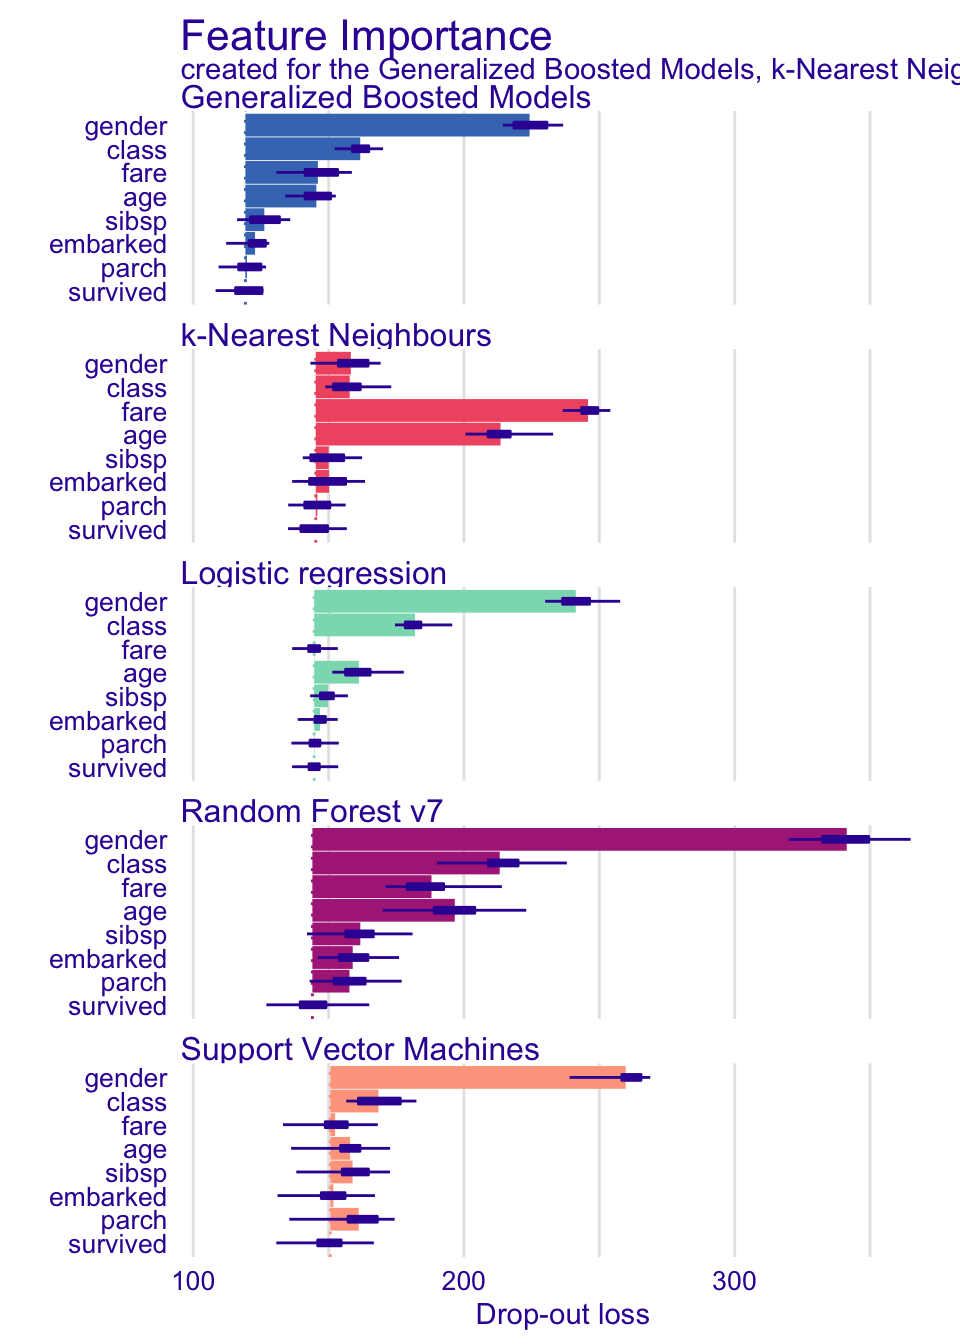 Feature Importance
created for the Generalized Boosted Models, k-Nearest
Generalized Boosted Models
gender
class
fare
age
sibsp
embarked
parch
survived
k-Nearest Neighbours
gender
class
fare
age
sibsp
embarked
parch
survived
Logistic regression
gender
class
fare
age
sibsp
embarked
parch
survived
Random Forest v7
gender
class
fare
age
sibsp
embarked
parch
survived
Support Vector Machines
gender
class
fare
age
sibsp
embarked
parch
survived
100 200 300
Drop-out loss